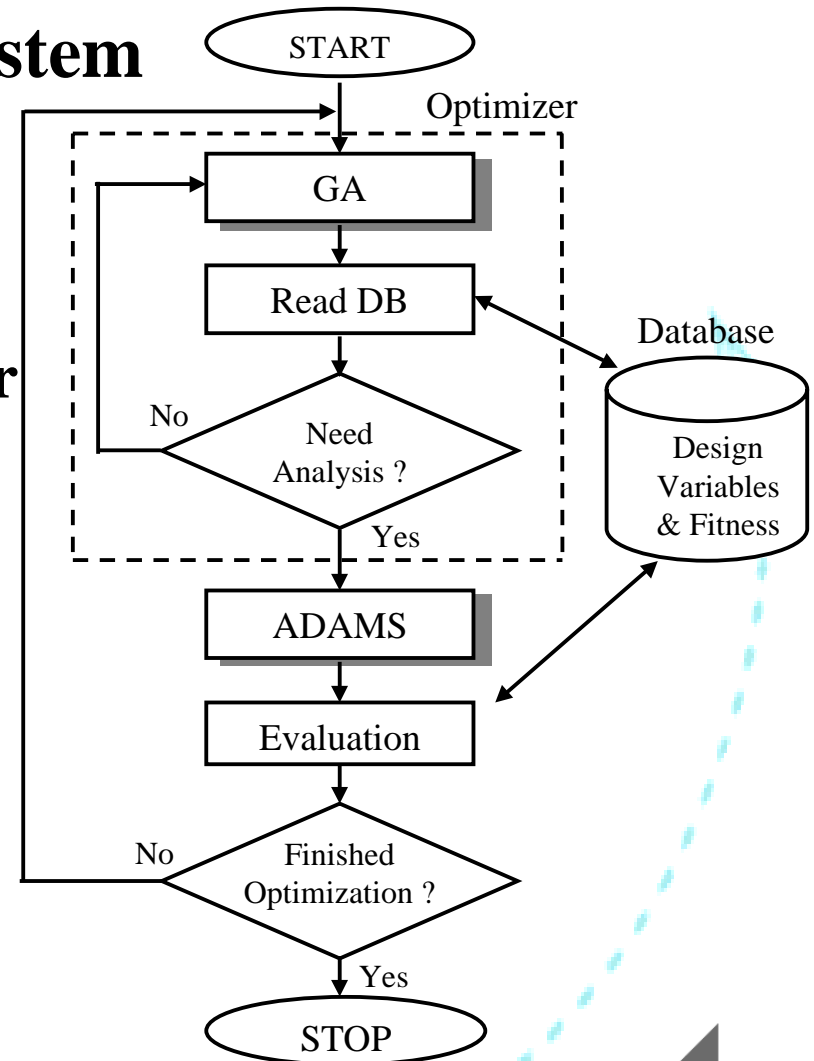 stem
START
Optimizer
GA
Read DB
Database
r
No
Need
Analysis ?
Design
Variables
& Fitness
Yes
ADAMS
Evaluation
No
Finished
Optimization ?
Yes
STOP